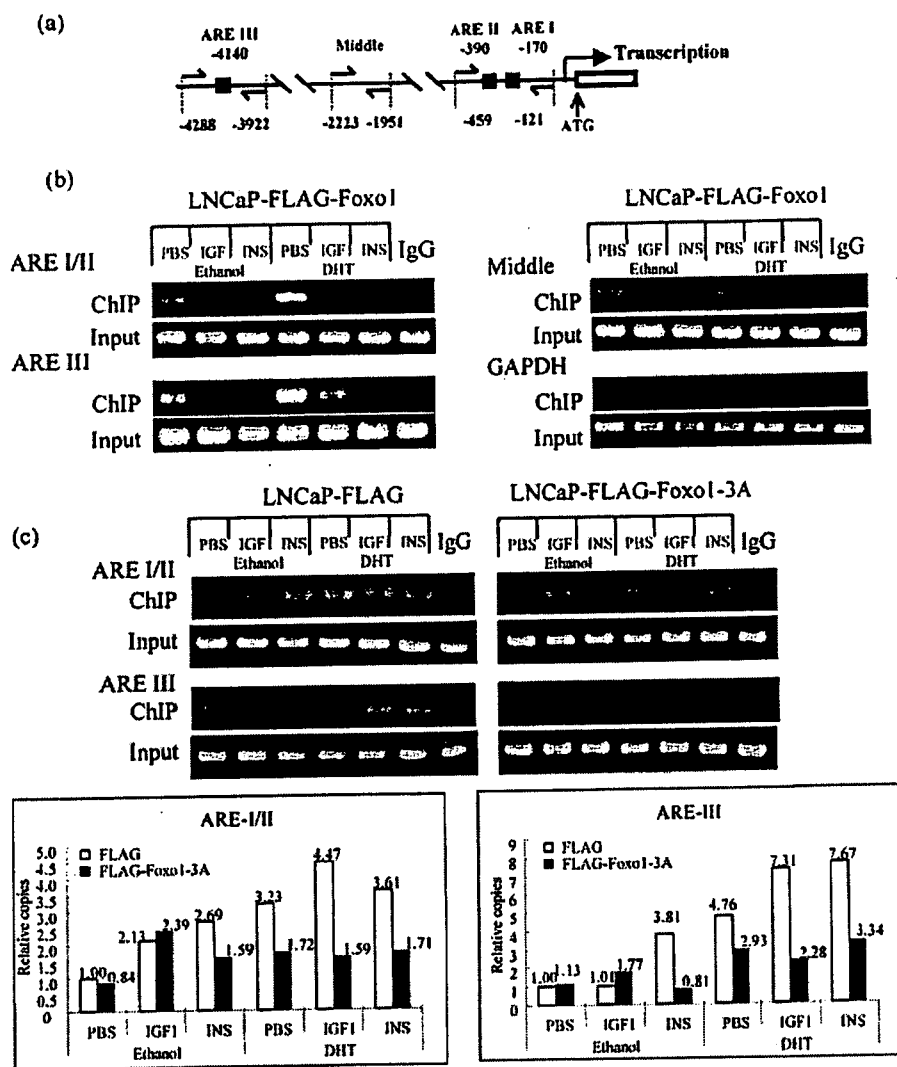 (a)
ARE III
-4140
Middle
ARE II
-390
ARE I
-170
Transcription
-4288
-3922
-2223
-1951
-459
-121
ATG
(b)
LNCaP-FLAG-Foxo1
PBS IGF INS PBS IGF INS IgG
Ethanol DHT
ARE I/II
ChIP
Input
ARE III
ChIP
Input
LNCaP-FLAG-Foxo1
PBS IGF INS PBS IGF INS IgG
Ethanol DHT
Middle
ChIP
Input
GAPDH
ChIP
Input
(c)
LNCaP-FLAG
PBS IGF INS PBS IGF INS IgG
Ethanol DHT
ARE I/II
ChIP
Input
ARE III
ChIP
Input
LNCaP-FLAG-Foxo1-3A
PBS IGF INS PBS IGF INS IgG
Ethanol DHT
ARE-I/II
Relative copies
5.0
4.5
4.0
3.5
3.0
2.5
2.0
1.5
1.0
0.5
0
FLAG
FLAG-Foxo1-3A
1.00 0.84 2.13 2.39 2.69 1.59 3.23 1.72 4.47 1.59 3.61 1.71
PBS IGF1 INS PBS IGF1 INS
Ethanol DHT
ARE-III
Relative copies
9
8
7
6
5
4
3
2
1
0
FLAG
FLAG-Foxo1-3A
1.00 1.13 1.01 1.77 3.81 0.81 4.76 2.93 7.31 2.28 7.67 3.34
PBS IGF1 INS PBS IGF1 INS
Ethanol DHT